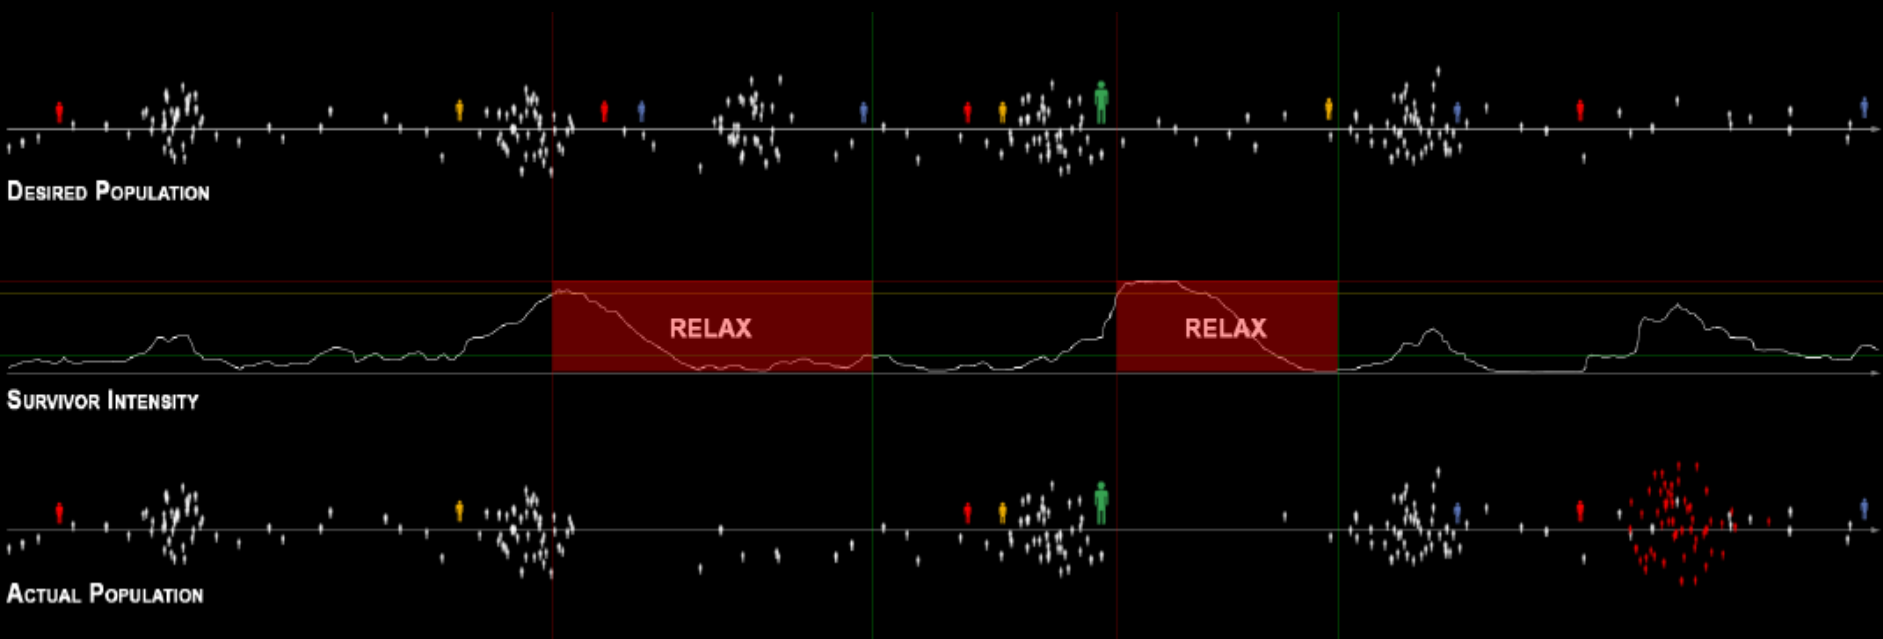 Desired Population
RELAX
RELAX
Survivor Intensity
Actual Population